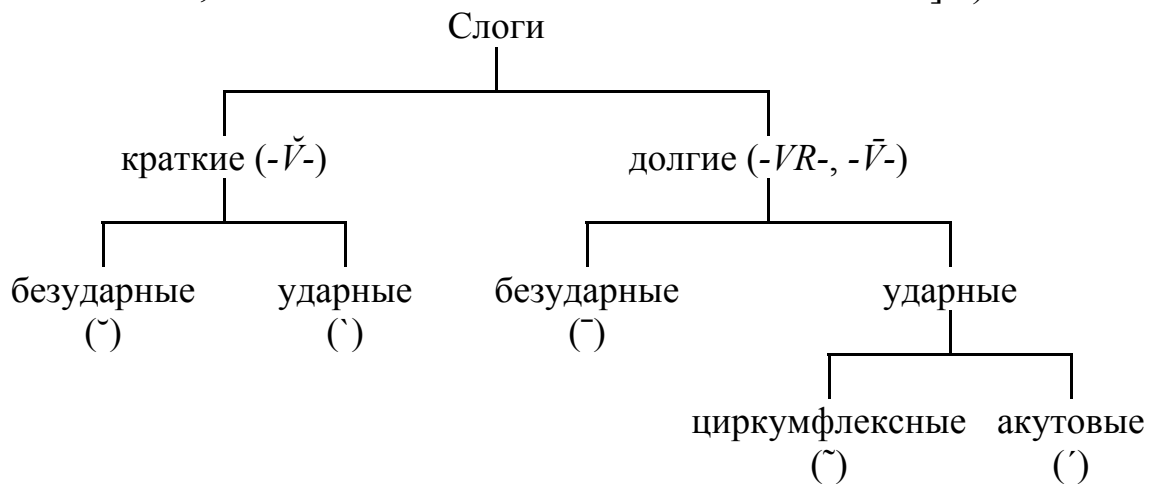 Слоги
краткие (-V̆-) долгие (-VR-, -V̄-)
безударные ударные безударные ударные
(˘) (`) (¯)
циркумфлексные акутовые
(˜) (´)